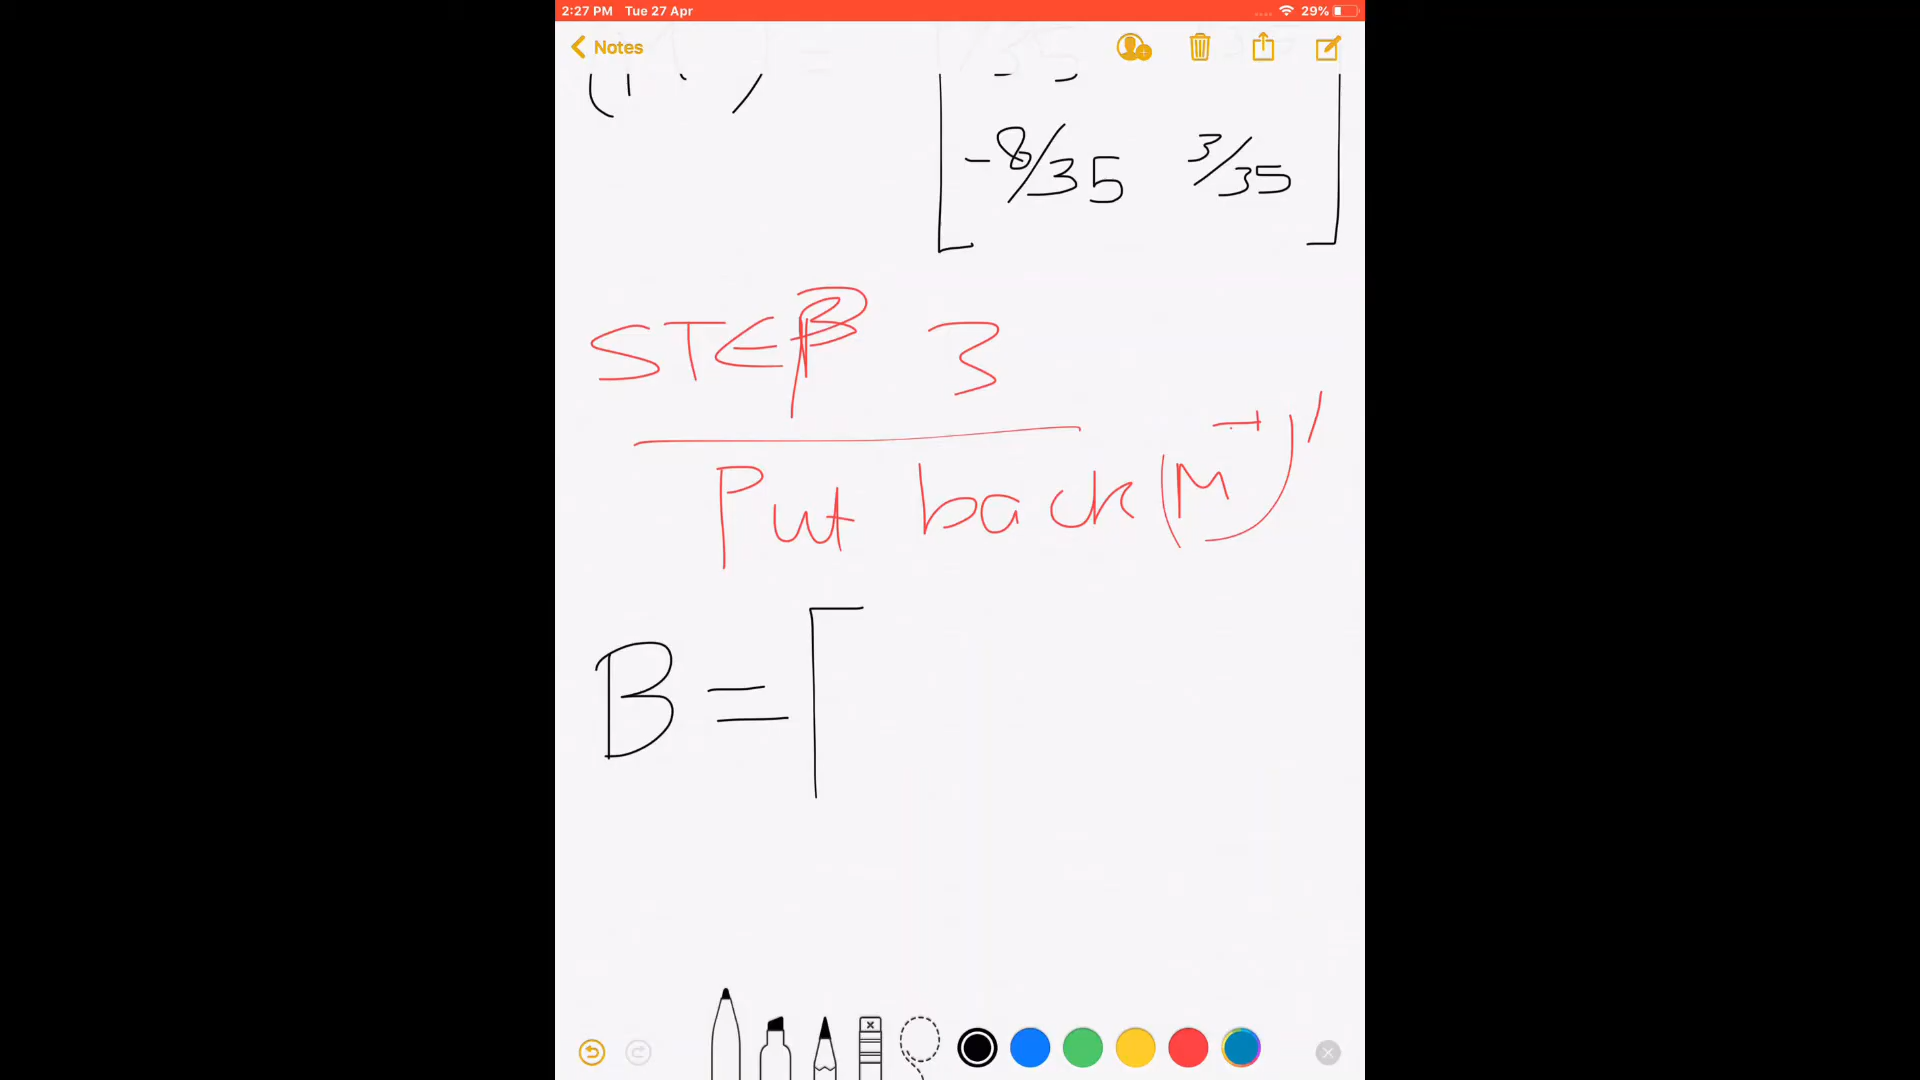 2:27 PM Tue 27 Apr 29%
Notes
-8/35 3/35
STEP 3
Put back (M⁻¹)'
B = [